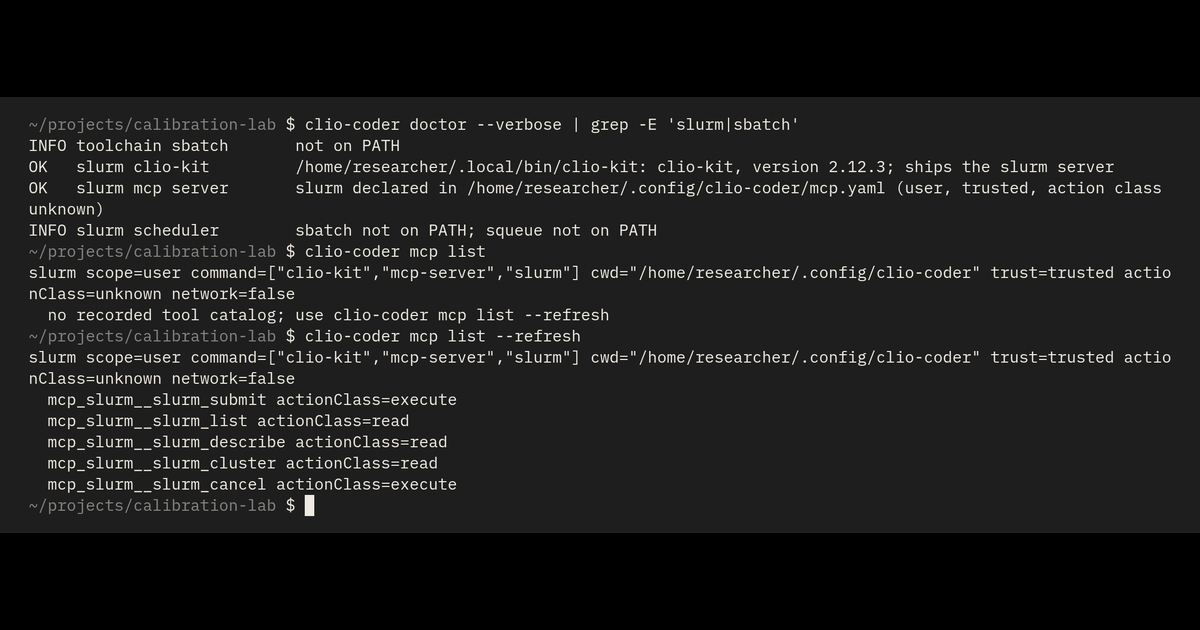 ~/projects/calibration-lab $ clio-coder doctor --verbose | grep -E 'slurm|sbatch'
INFO toolchain sbatch       not on PATH
OK   slurm clio-kit         /home/researcher/.local/bin/clio-kit: clio-kit, version 2.12.3; ships the slurm server
OK   slurm mcp server       slurm declared in /home/researcher/.config/clio-coder/mcp.yaml (user, trusted, action class
unknown)
INFO slurm scheduler        sbatch not on PATH; squeue not on PATH
~/projects/calibration-lab $ clio-coder mcp list
slurm scope=user command=["clio-kit","mcp-server","slurm"] cwd="/home/researcher/.config/clio-coder" trust=trusted actio
nClass=unknown network=false
  no recorded tool catalog; use clio-coder mcp list --refresh
~/projects/calibration-lab $ clio-coder mcp list --refresh
slurm scope=user command=["clio-kit","mcp-server","slurm"] cwd="/home/researcher/.config/clio-coder" trust=trusted actio
nClass=unknown network=false
  mcp_slurm__slurm_submit actionClass=execute
  mcp_slurm__slurm_list actionClass=read
  mcp_slurm__slurm_describe actionClass=read
  mcp_slurm__slurm_cluster actionClass=read
  mcp_slurm__slurm_cancel actionClass=execute
~/projects/calibration-lab $